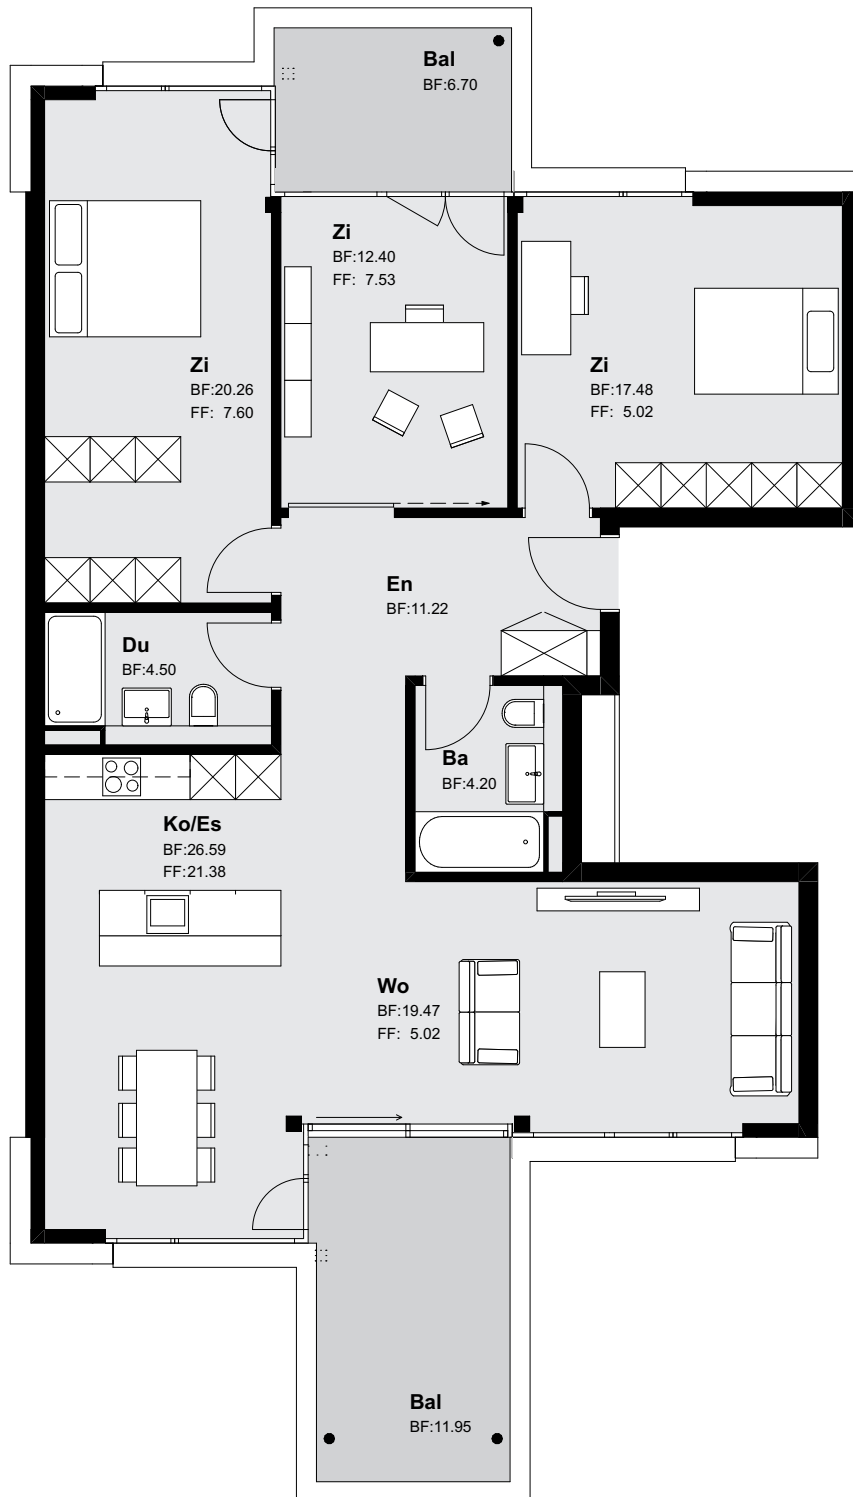 Bal
BF:6.70
Zi
BF:12.40
FF: 7.53
Zi
BF:20.26
FF: 7.60
Zi
BF:17.48
FF: 5.02
En
BF:11.22
Du
BF:4.50
Ba
BF:4.20
Ko/Es
BF:26.59
FF:21.38
Wo
BF:19.47
FF: 5.02
Bal
BF:11.95